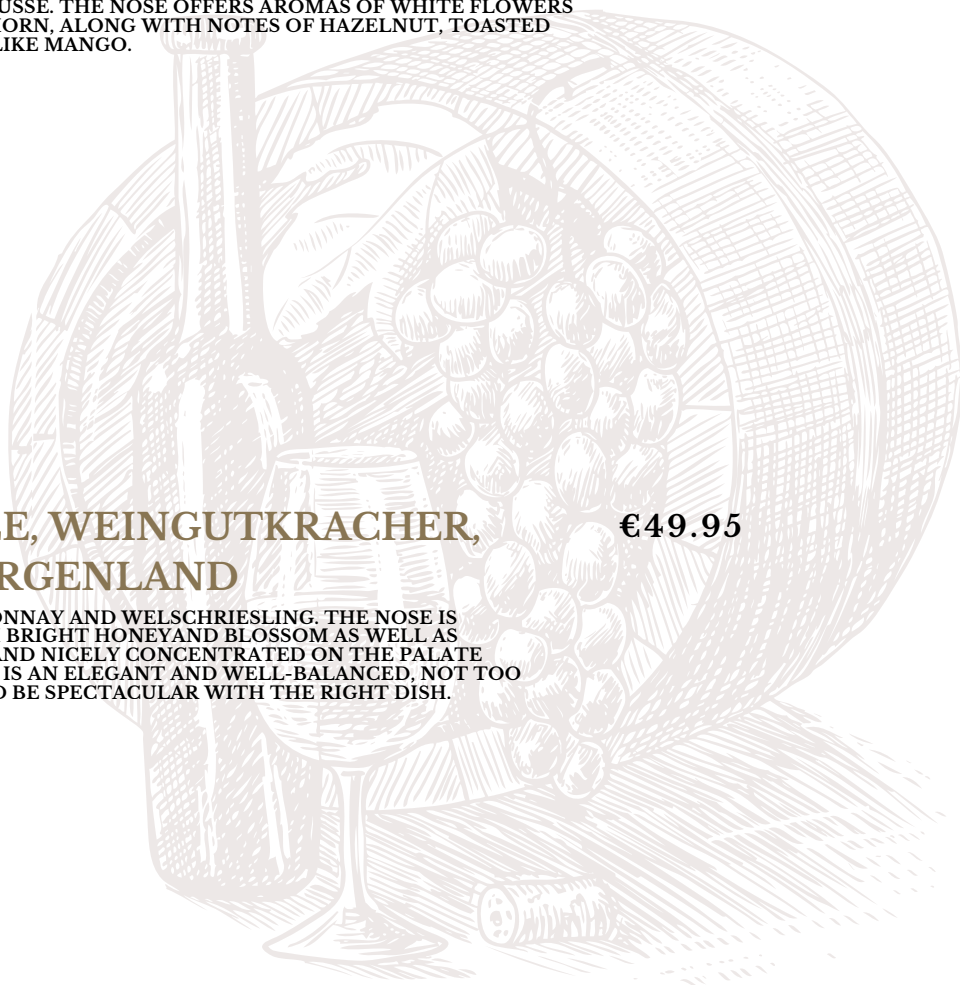 USSE. THE NOSE OFFERS AROMAS OF WHITE FLOWERS
ORN, ALONG WITH NOTES OF HAZELNUT, TOASTED
LIKE MANGO.
E, WEINGUTKRACHER, €49.95
RGENLAND
ONNAY AND WELSCHRIESLING. THE NOSE IS
BRIGHT HONEYAND BLOSSOM AS WELL AS
AND NICELY CONCENTRATED ON THE PALATE
IS AN ELEGANT AND WELL-BALANCED, NOT TOO
D BE SPECTACULAR WITH THE RIGHT DISH.